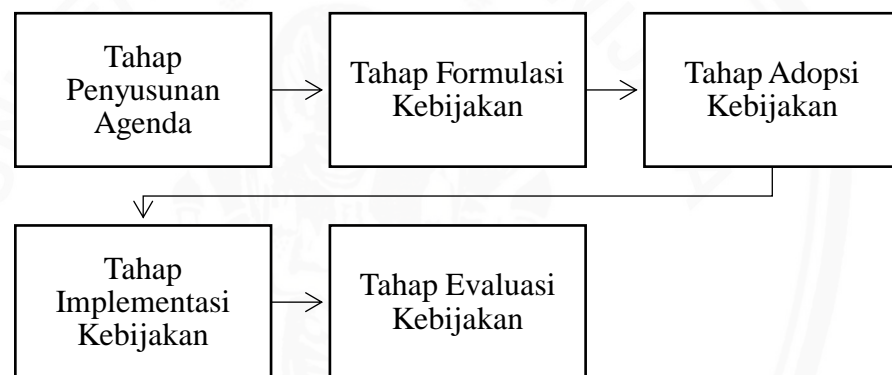 Tahap
Penyusunan
Agenda
Tahap Formulasi
Kebijakan
Tahap Adopsi
Kebijakan
Tahap
Implementasi
Kebijakan
Tahap Evaluasi
Kebijakan